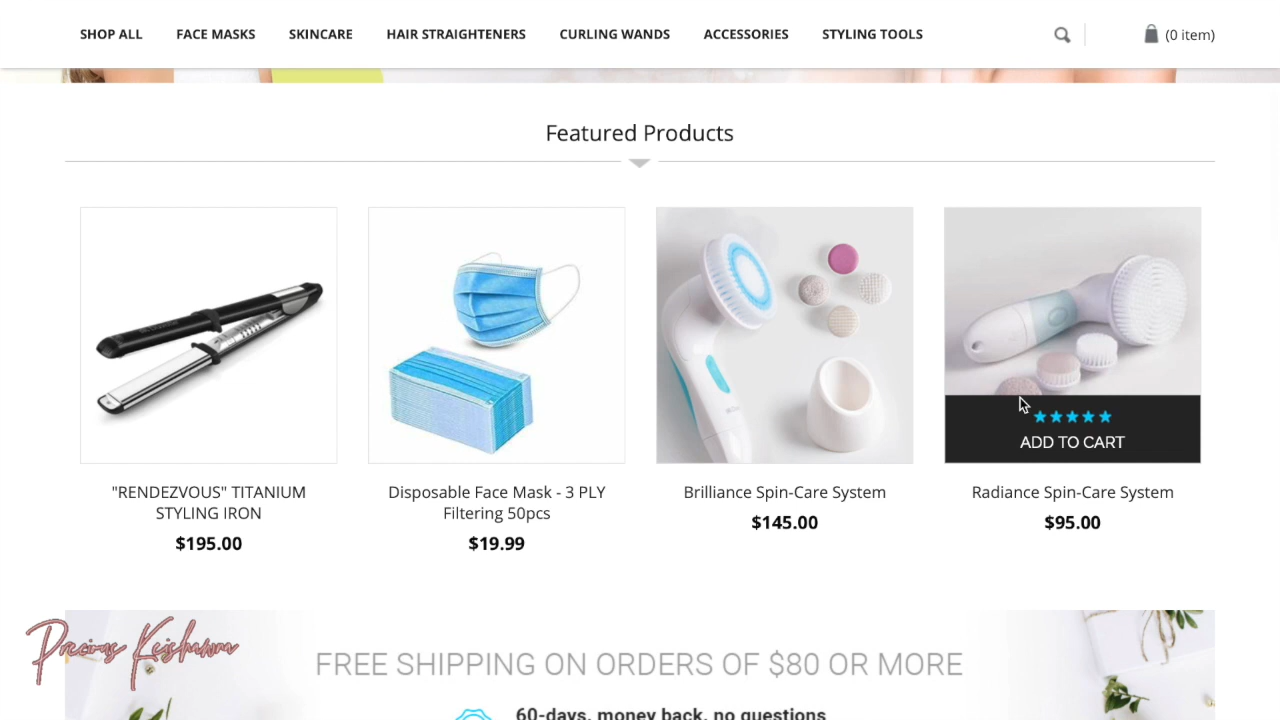 SHOP ALL FACE MASKS SKINCARE HAIR STRAIGHTENERS CURLING WANDS ACCESSORIES STYLING TOOLS (0 item)
Featured Products
ADD TO CART
"RENDEZVOUS" TITANIUM
STYLING IRON
$195.00
Disposable Face Mask - 3 PLY
Filtering 50pcs
$19.99
Brilliance Spin-Care System
$145.00
Radiance Spin-Care System
$95.00
Precious Keishawna
FREE SHIPPING ON ORDERS OF $80 OR MORE
60-days, money back, no questions